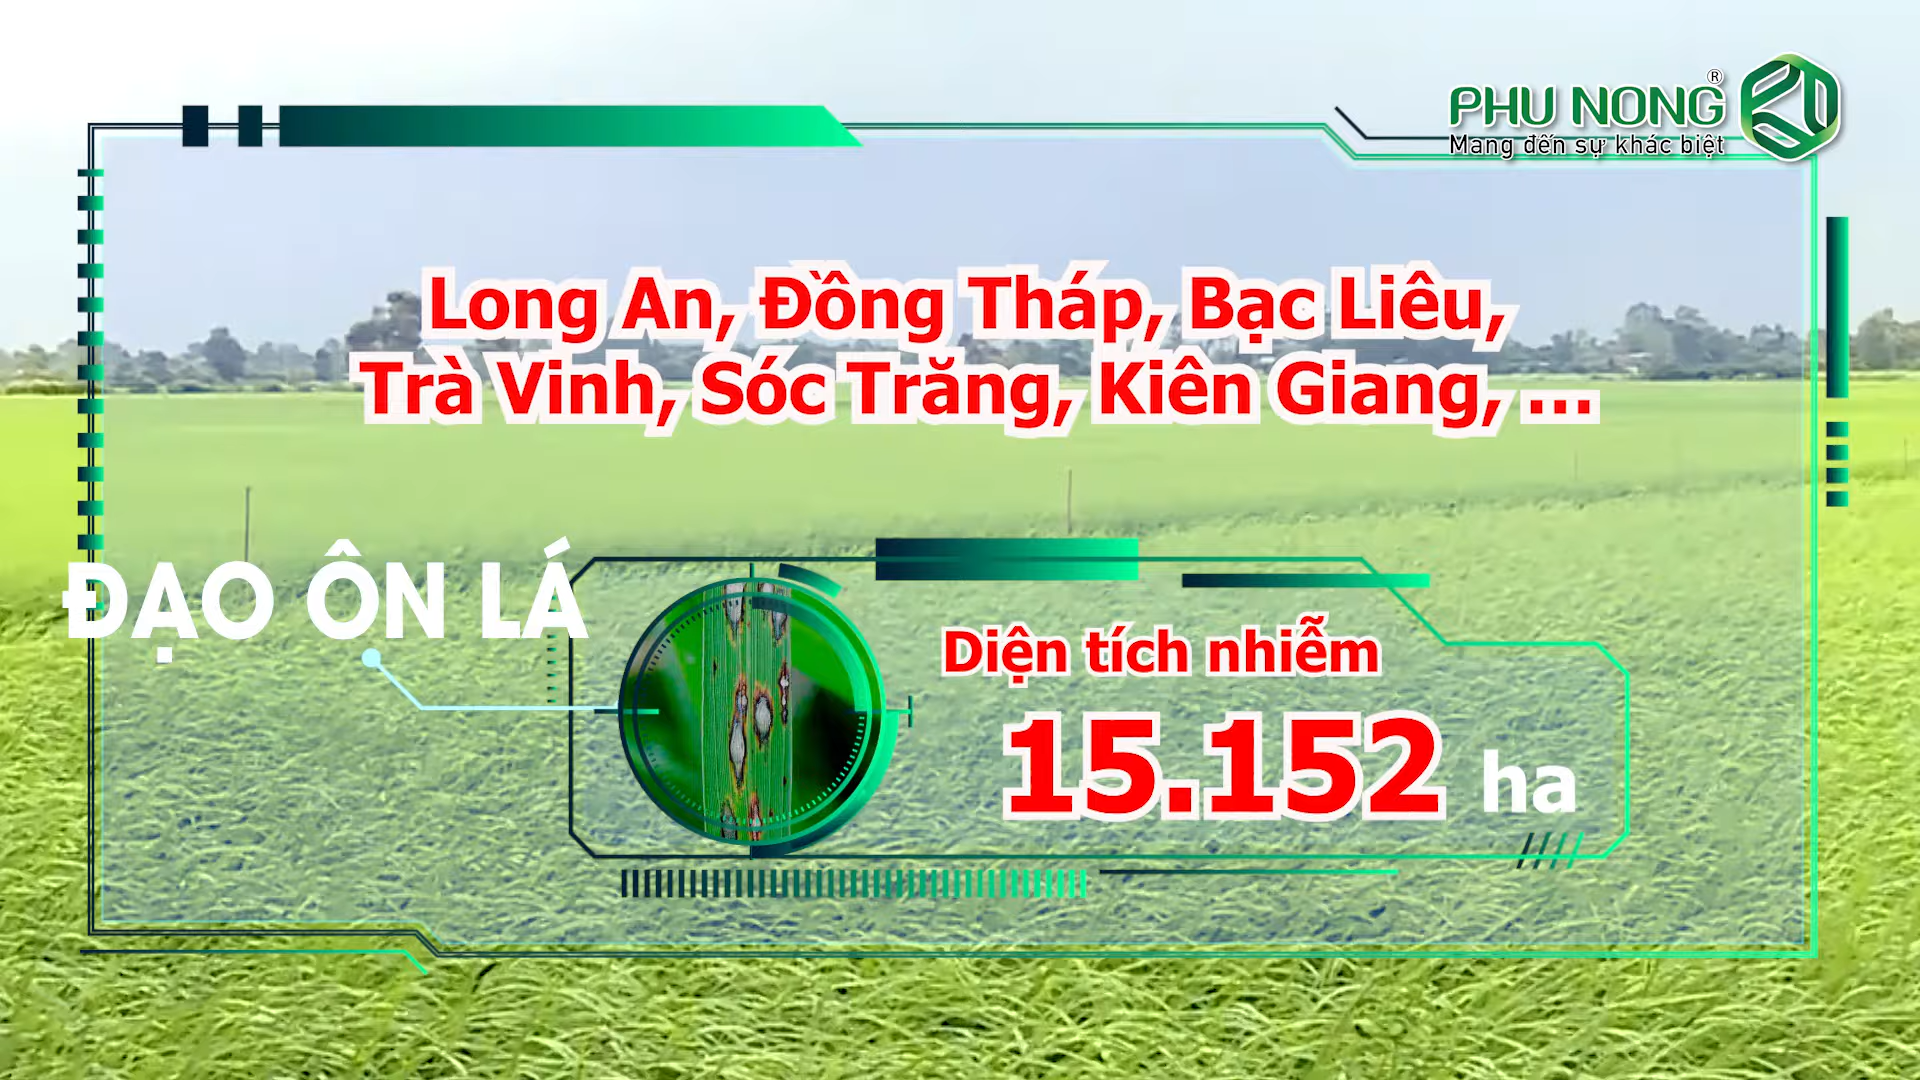 PHU NONG®
Mang đến sự khác biệt
Long An, Đồng Tháp, Bạc Liêu,
Trà Vinh, Sóc Trăng, Kiên Giang, ...
ĐẠO ÔN LÁ
Diện tích nhiễm
15.152 ha